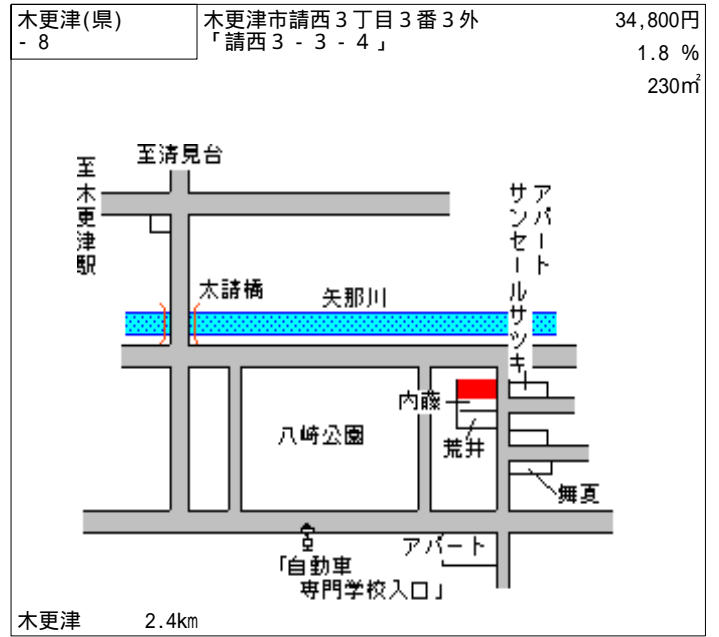 木更津(県)
- 8
木更津市請西３丁目３番３外
「請西３ - ３ - ４」
34,800円
1.8 %
230㎡
至清見台
至木更津駅
アパート
サンセールサツキ
太請橋
矢那川
内藤
八崎公園
荒井
舞夏
アパート
「自動車
専門学校入口」
木更津 2.4km